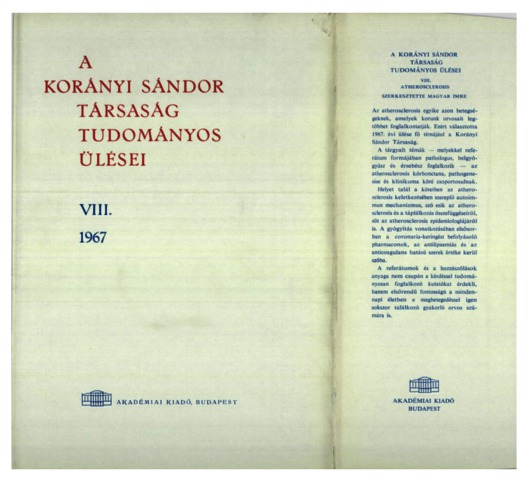 A
KORÁNYI SÁNDOR
TÁRSASÁG
TUDOMÁNYOS
ÜLÉSEI
VIII.
1967
AKADÉMIAI KIADÓ, BUDAPEST
A KORÁNYI SÁNDOR
TÁRSASÁG
TUDOMÁNYOS ÜLÉSEI
VIII.
ATHEROSCLEROSIS
SZERKESZTETTE MAGYAR IMRE
Az atherosclerosis egyike azon betegsé-
geknek, amelyek korunk orvosait leg-
többet foglalkoztatják. Ezért választotta
1967. évi ülése fő témájául a Korányi
Sándor Társaság.
A tárgyalt témák — melyekkel refe-
rátum formájában pathologus, belgyó-
gyász és érsebész foglalkozik — az
atherosclerosis kórbonctana, pathogene-
sise és klinikuma köré csoportosulnak.
Helyet talál a kötetben az athero-
sclerosis keletkezésében szereplő autoim-
mun mechanizmus, szó esik az athero-
sclerosis és a táplálkozás összefüggéseiről,
sőt az atherosclerosis epidemiologiájáról
is. A gyógyítás vonatkozásában elsősor-
ban a coronaria-keringést befolyásoló
pharmaconok, az antilipaemiás és az
anticoagulans hatású szerek értéke kerül
szóba.
A referátumok és a hozzászólások
anyaga nem csupán a kérdéssel tudomá-
nyosan foglalkozó kutatókat érdekli,
hanem elsőrendű fontosságú a minden-
napi életben a megbetegedéssel igen
sokszor találkozó gyakorló orvos szá-
mára is.
AKADÉMIAI KIADÓ
BUDAPEST